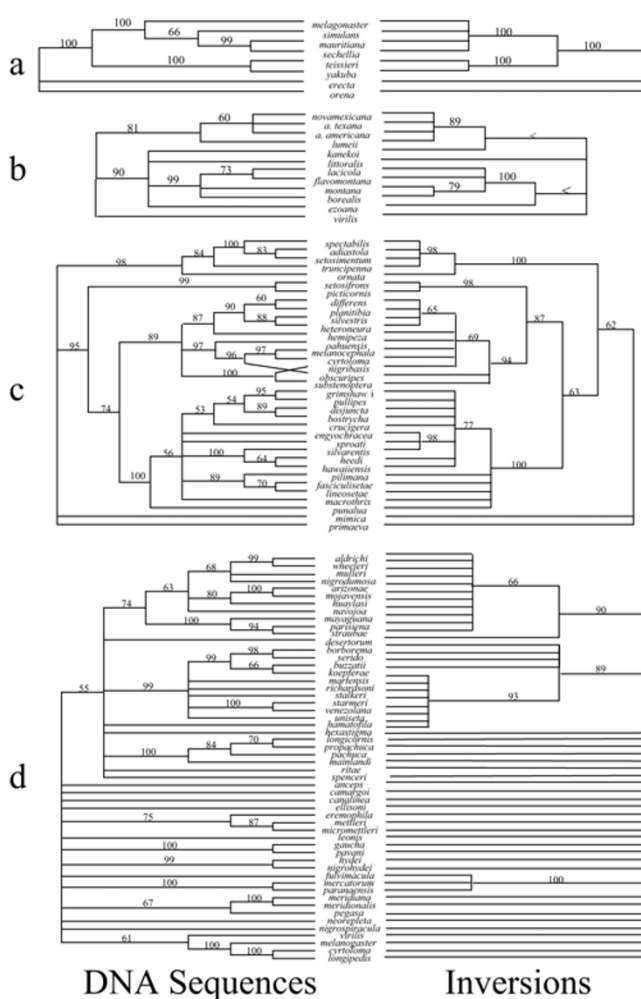 a
100
100
66
99
100
melagonaster
simulans
mauritiana
sechellia
teissieri
yakuba
erecta
orena
100
100
100
b
81
60
90
99
73
novamexicana
a. texana
a. americana
lumeii
kanekoi
littoralis
lacicola
flavomontana
montana
borealis
ezoana
virilis
89
<
100
79
<
c
98
84
100
83
99
95
60
90
88
87
89
97
97
96
100
74
95
54
89
53
56
100
64
100
89
70
spectabilis
adiastola
setosimentum
truncipenna
ornata
setosifrons
picticornis
differens
planitibia
silvestris
heteroneura
hemipeza
oahuensis
melanocephala
cyrtoloma
nigribasis
obscuripes
substenoptera
grimshawi
pullipes
disjuncta
bostrycha
crucigera
engyochracea
sproati
silvarentis
heedi
hawaiiensis
pilimana
fasciculisetae
lineosetae
macrothrix
punalua
mimica
primaeva
98
100
98
65
69
87
62
94
63
77
98
100
d
99
68
63
100
80
74
100
94
98
99
66
55
99
100
70
84
100
75
87
100
99
100
100
67
61
100
100
aldrichi
wheeleri
mulleri
nigrodumosa
arizonae
mojavensis
huaylasi
navojoa
mayaguana
parisiena
straubae
desertorum
borborema
serido
buzzatii
koepferae
martensis
richardsoni
stalkeri
starmeri
venezolana
uniseta
hamatofila
hexastigma
longicornis
propachuca
pachuca
mainlandi
ritae
spenceri
anceps
camargoi
canalinea
ellisoni
eremophila
mettleri
micromettleri
leonis
gaucha
pavani
hydei
nigrohydei
fulvimacula
mercatorum
paranaensis
meridiana
meridionalis
pegasa
neorepleta
nigrospiracula
virilis
melanogaster
cyrtoloma
longipedis
66
90
89
93
100
DNA Sequences
Inversions